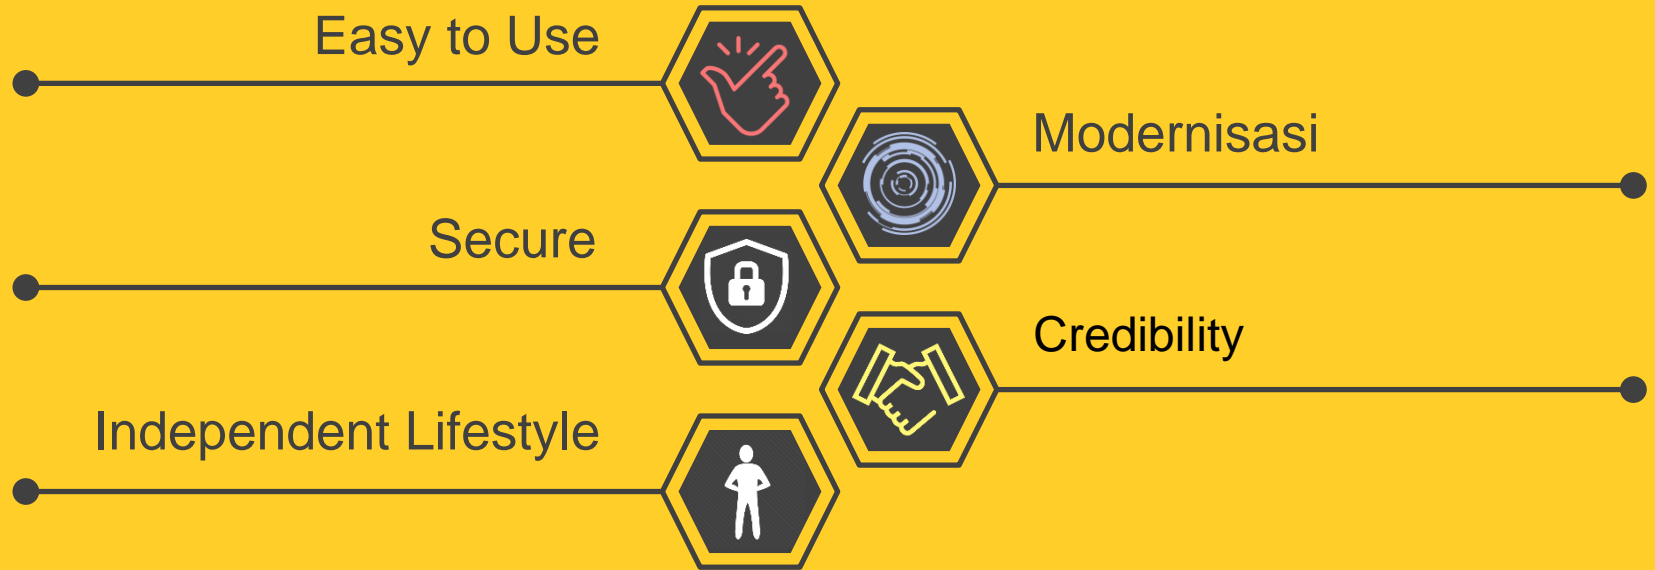 Easy to Use
Modernisasi
Secure
Credibility
Independent Lifestyle